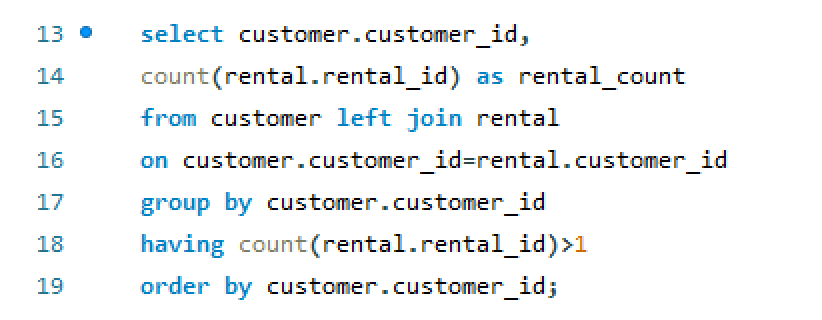 13 select customer.customer_id,
14 count(rental.rental_id) as rental_count
15 from customer left join rental
16 on customer.customer_id=rental.customer_id
17 group by customer.customer_id
18 having count(rental.rental_id)>1
19 order by customer.customer_id;